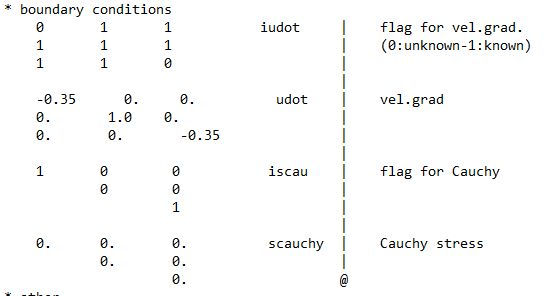 * boundary conditions
0 1 1 iudot | flag for vel.grad.
1 1 1 | (0:unknown-1:known)
1 1 0 |
|
-0.35 0. 0. udot | vel.grad
0. 1.0 0. |
0. 0. -0.35 |
|
1 0 0 iscau | flag for Cauchy
0 0 |
1 |
|
0. 0. 0. scauchy | Cauchy stress
0. 0. |
0. @
* other